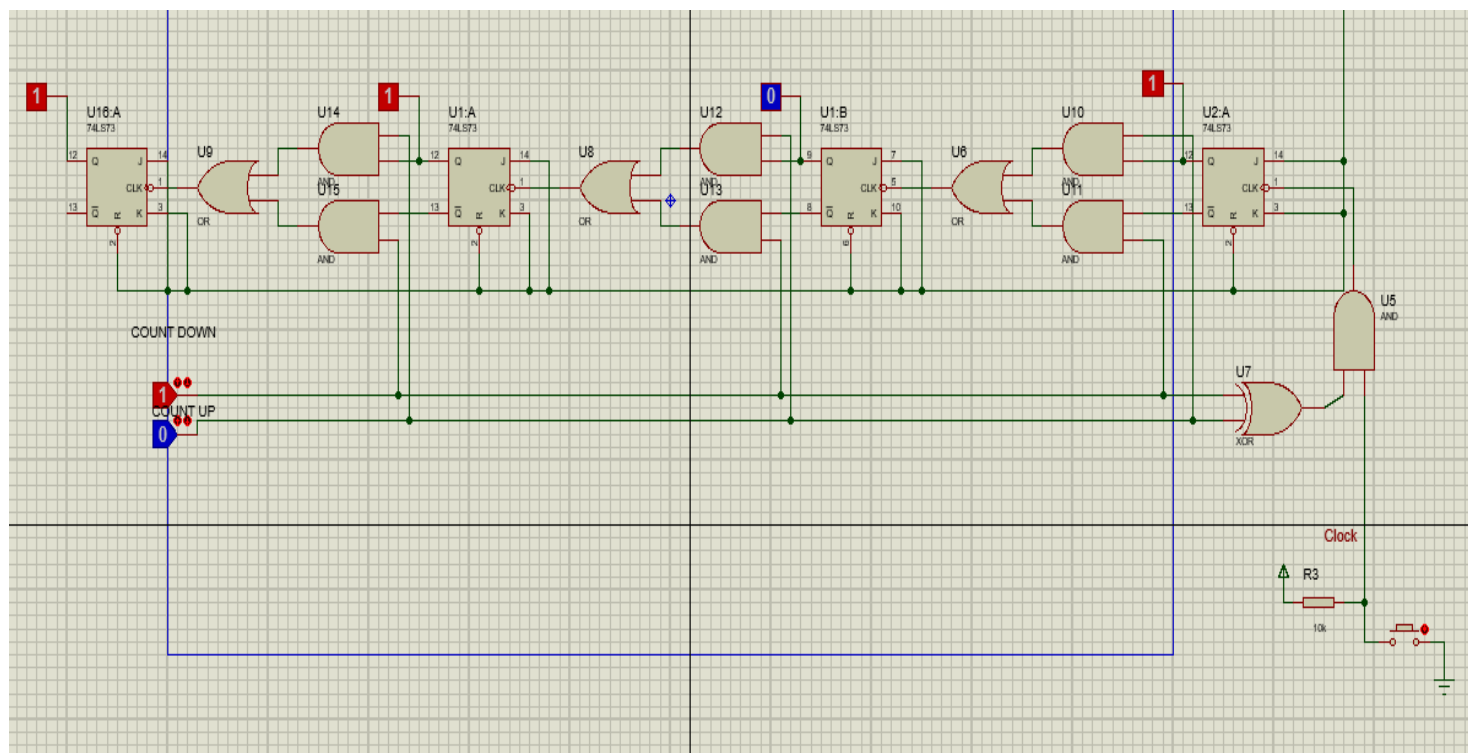 1 1 0 1
U16:A U14 U1:A U12 U1:B U10 U2:A
74LS73 74LS73 74LS73 74LS73
12 Q J 14 U9 12 Q J 14 U8 9 Q J 7 U6 12 Q J 14
AND AND AND
CLK 1 U15 CLK 1 U13 CLK 5 U11 CLK 1
13 Q R K 3 OR 13 Q R K 3 OR 8 Q R K 10 OR 13 Q R K 3
2 2 6 2
AND AND AND
U5
AND
COUNT DOWN
1
U7
COUNT UP
0
XOR
Clock
R3
10k